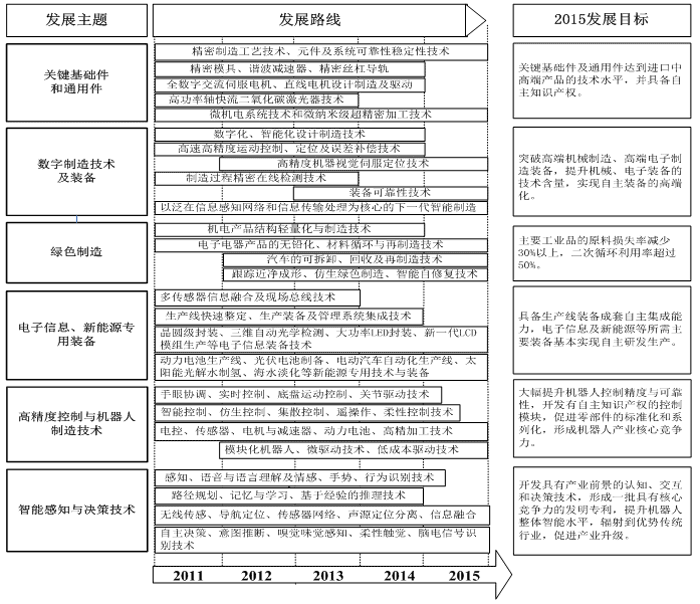 发展主题
发展路线
2015发展目标
关键基础件
和通用件
精密制造工艺技术、元件及系统可靠性稳定性技术
精密模具、谐波减速器、精密丝杠导轨
全数字交流伺服电机、直线电机设计制造及驱动
高功率轴快流二氧化碳激光器技术
微机电系统技术和微纳米级超精密加工技术
关键基础件及通用件达到进口中
高端产品的技术水平，并具备自
主知识产权。
数字制造技术
及装备
数字化、智能化设计制造技术
高速高精度运动控制、定位及误差补偿技术
高精度机器视觉伺服定位技术
制造过程精密在线检测技术
装备可靠性技术
以泛在信息感知网络和信息传输处理为核心的下一代智能制造
突破高端机械制造、高端电子制
造装备，提升机械、电子装备的
技术含量，实现自主装备的高端
化。
绿色制造
机电产品结构轻量化与制造技术
电子电器产品的无铅化、材料循环与再制造技术
汽车的可拆卸、回收及再制造技术
跟踪近净成形、仿生绿色制造、智能自修复技术
主要工业品的原料损失率减少
30%以上，二次循环利用率超过
50%。
电子信息、新能源专
用装备
多传感器信息融合及现场总线技术
生产线快速整定、生产装备及管理系统集成技术
晶圆级封装、三维自动光学检测、大功率LED封装、新一代LCD
模组生产等电子信息装备技术
动力电池生产线、光伏电池制备、电动汽车自动化生产线、太
阳能光解水制氢、海水淡化等新能源专用技术与装备
具备生产线装备成套自主集成能
力，电子信息及新能源等所需主
要装备基本实现自主研发生产。
高精度控制与机器人
制造技术
手眼协调、实时控制、底盘运动控制、关节驱动技术
智能控制、仿生控制、集散控制、遥操作、柔性控制技术
电控、传感器、电机与减速器、动力电池、高精加工技术
模块化机器人、微驱动技术、低成本驱动技术
大幅提升机器人控制精度与可靠
性，开发有自主知识产权的控制
模块，促进零部件的标准化和系
列化，形成机器人产业核心竞争
力。
智能感知与决策技术
感知、语音与语言理解及情感、手势、行为识别技术
路径规划、记忆与学习、基于经验的推理技术
无线传感、导航定位、传感器网络、声源定位分离、信息融合
自主决策、意图推断、嗅觉味觉感知、柔性触觉、脑电信号识
别技术
开发具有产业前景的认知、交互
和决策技术，形成一批具有核心
竞争力的发明专利，提升机器人
整体智能水平，辐射到优势传统
行业，促进产业升级。
2011 2012 2013 2014 2015